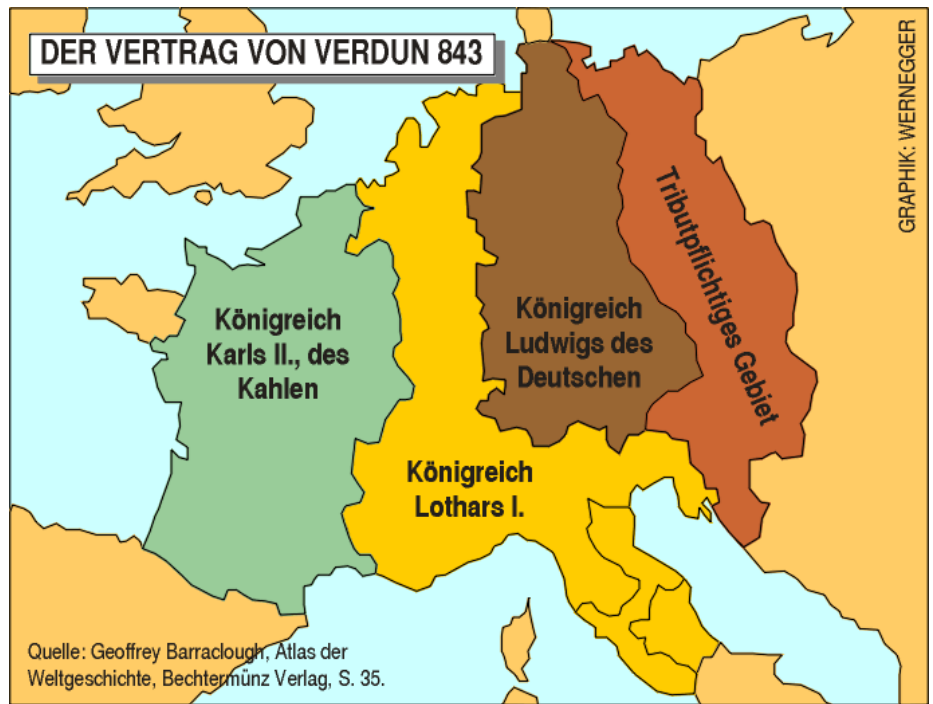 DER VERTRAG VON VERDUN 843
GRAPHIK: WERNEGGER
Tributpflichtiges Gebiet
Königreich
Karls II., des
Kahlen
Königreich
Ludwigs des
Deutschen
Königreich
Lothars I.
Quelle: Geoffrey Barraclough, Atlas der
Weltgeschichte, Bechtermünz Verlag, S. 35.